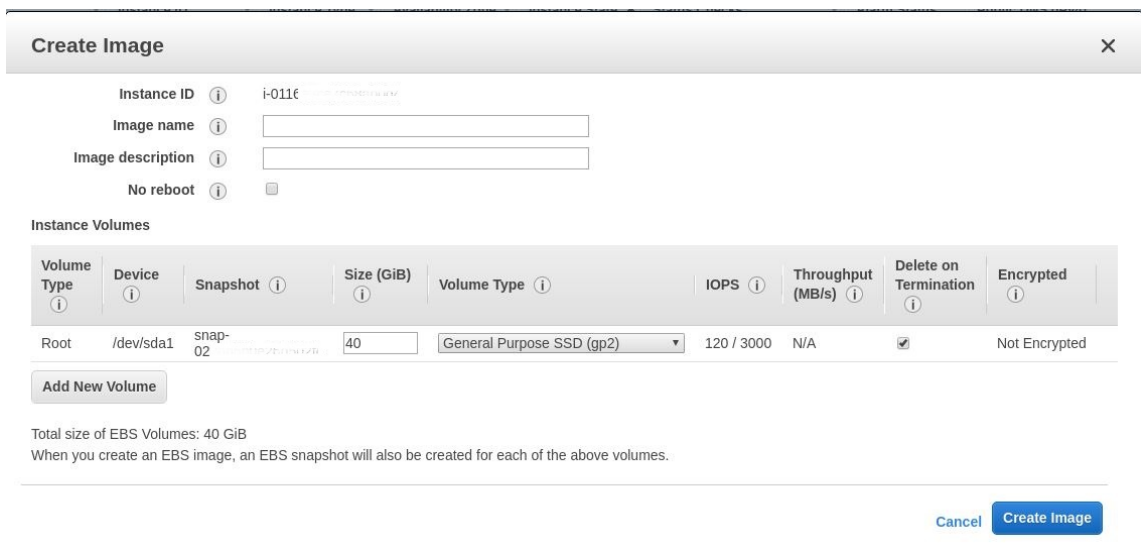 Create Image
Instance ID
i-0116
Image name
Image description
No reboot
Instance Volumes
Volume Type
Device
Snapshot
Size (GiB)
Volume Type
IOPS
Throughput (MB/s)
Delete on Termination
Encrypted
Root
/dev/sda1
snap-
02
40
General Purpose SSD (gp2)
120 / 3000
N/A
Not Encrypted
Add New Volume
Total size of EBS Volumes: 40 GiB
When you create an EBS image, an EBS snapshot will also be created for each of the above volumes.
Cancel
Create Image